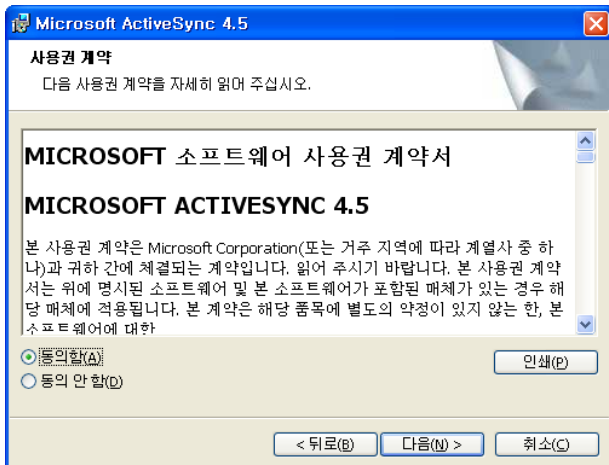 Microsoft ActiveSync 4.5
사용권 계약
다음 사용권 계약을 자세히 읽어 주십시오.
MICROSOFT 소프트웨어 사용권 계약서
MICROSOFT ACTIVESYNC 4.5
본 사용권 계약은 Microsoft Corporation(또는 거주 지역에 따라 계열사 중 하
나)과 귀하 간에 체결되는 계약입니다. 읽어 주시기 바랍니다. 본 사용권 계약
서는 위에 명시된 소프트웨어 및 본 소프트웨어가 포함된 매체가 있는 경우 해
당 매체에 적용됩니다. 본 계약은 해당 품목에 별도의 약정이 있지 않는 한, 본
소프트웨어에 대한
동의함(A)
인쇄(P)
동의 안 함(D)
< 뒤로(B)
다음(N) >
취소(C)